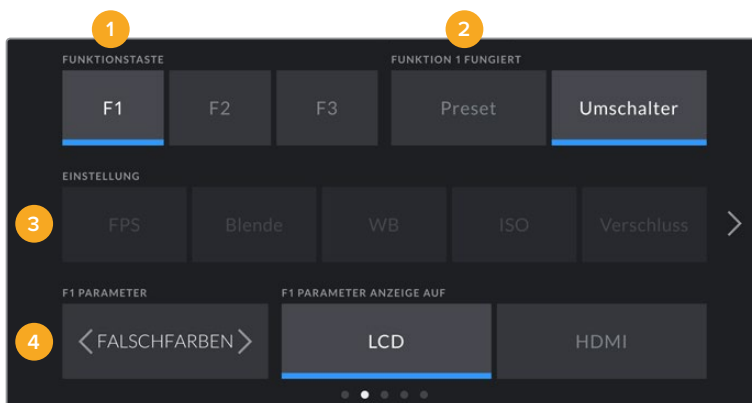 1 2
FUNKTIONSTASTE FUNKTION 1 FUNGIERT
F1 F2 F3 Preset Umschalter
EINSTELLUNG
3 FPS Blende WB ISO Verschluss
F1 PARAMETER F1 PARAMETER ANZEIGE AUF
4 FALSCHFARBEN LCD HDMI